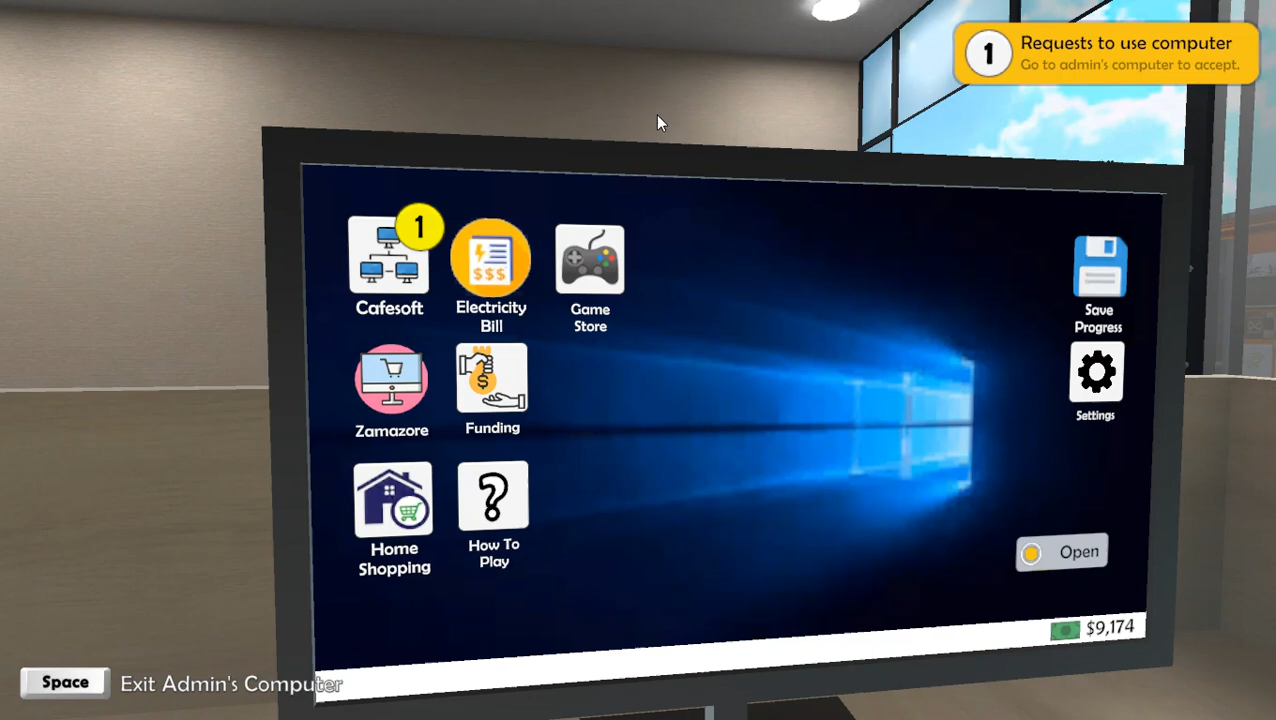 1
Requests to use computer
Go to admin's computer to accept.
1
Cafesoft
$$$
Electricity
Bill
Game
Store
Save
Progress
Zamazore
$
Funding
Settings
Home
Shopping
?
How To
Play
Open
$9,174
Space
Exit Admin's Computer